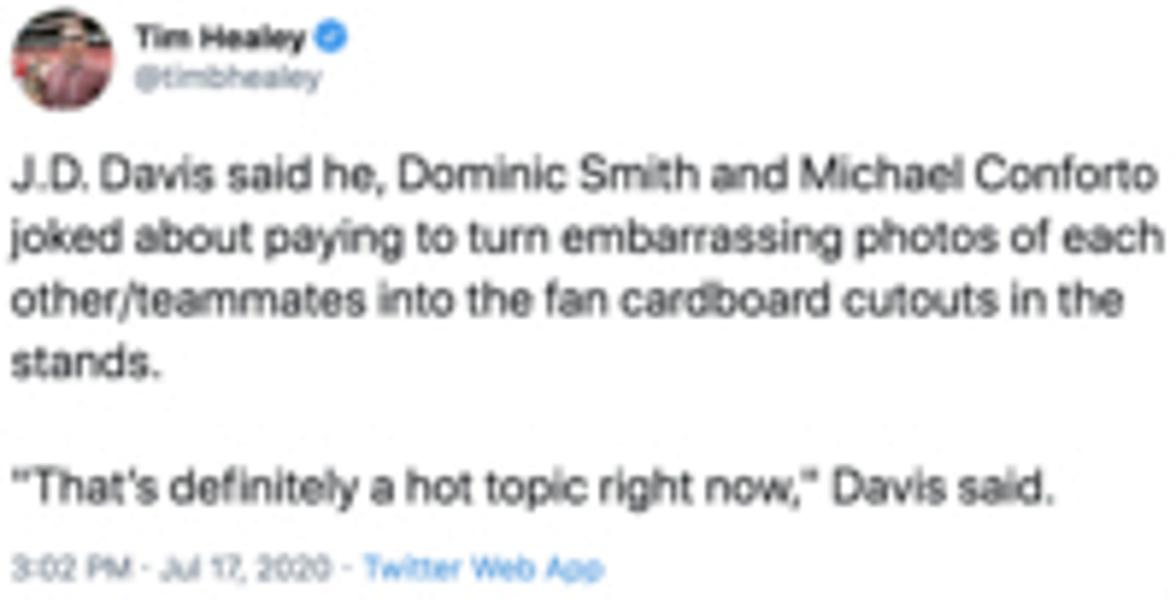 Tim Healey
@timbhealey
J.D. Davis said he, Dominic Smith and Michael Conforto
joked about paying to turn embarrassing photos of each
other/teammates into the fan cardboard cutouts in the
stands.
"That's definitely a hot topic right now," Davis said.
3:02 PM · Jul 17, 2020 · Twitter Web App